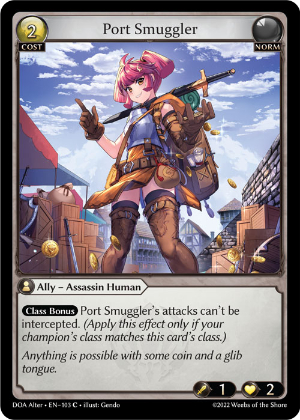 2
Port Smuggler
COST
NORM
Ally – Assassin Human
Class Bonus Port Smuggler's attacks can't be
intercepted. (Apply this effect only if your
champion's class matches this card's class.)
Anything is possible with some coin and a glib
tongue.
1
2
DOA Alter • EN-103 C • illust: Gendo
©2022 Weebs of the Shore